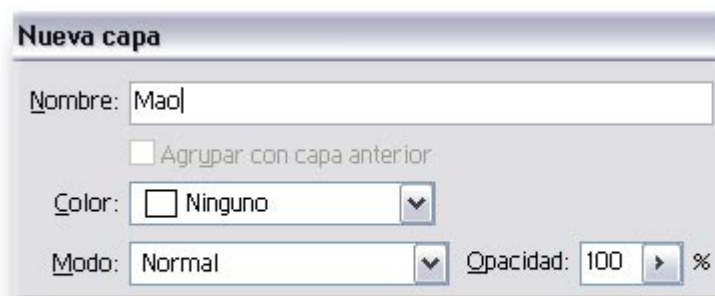 Nueva capa
Nombre: Mao
Agrupar con capa anterior
Color: Ninguno
Modo: Normal Opacidad: 100 %